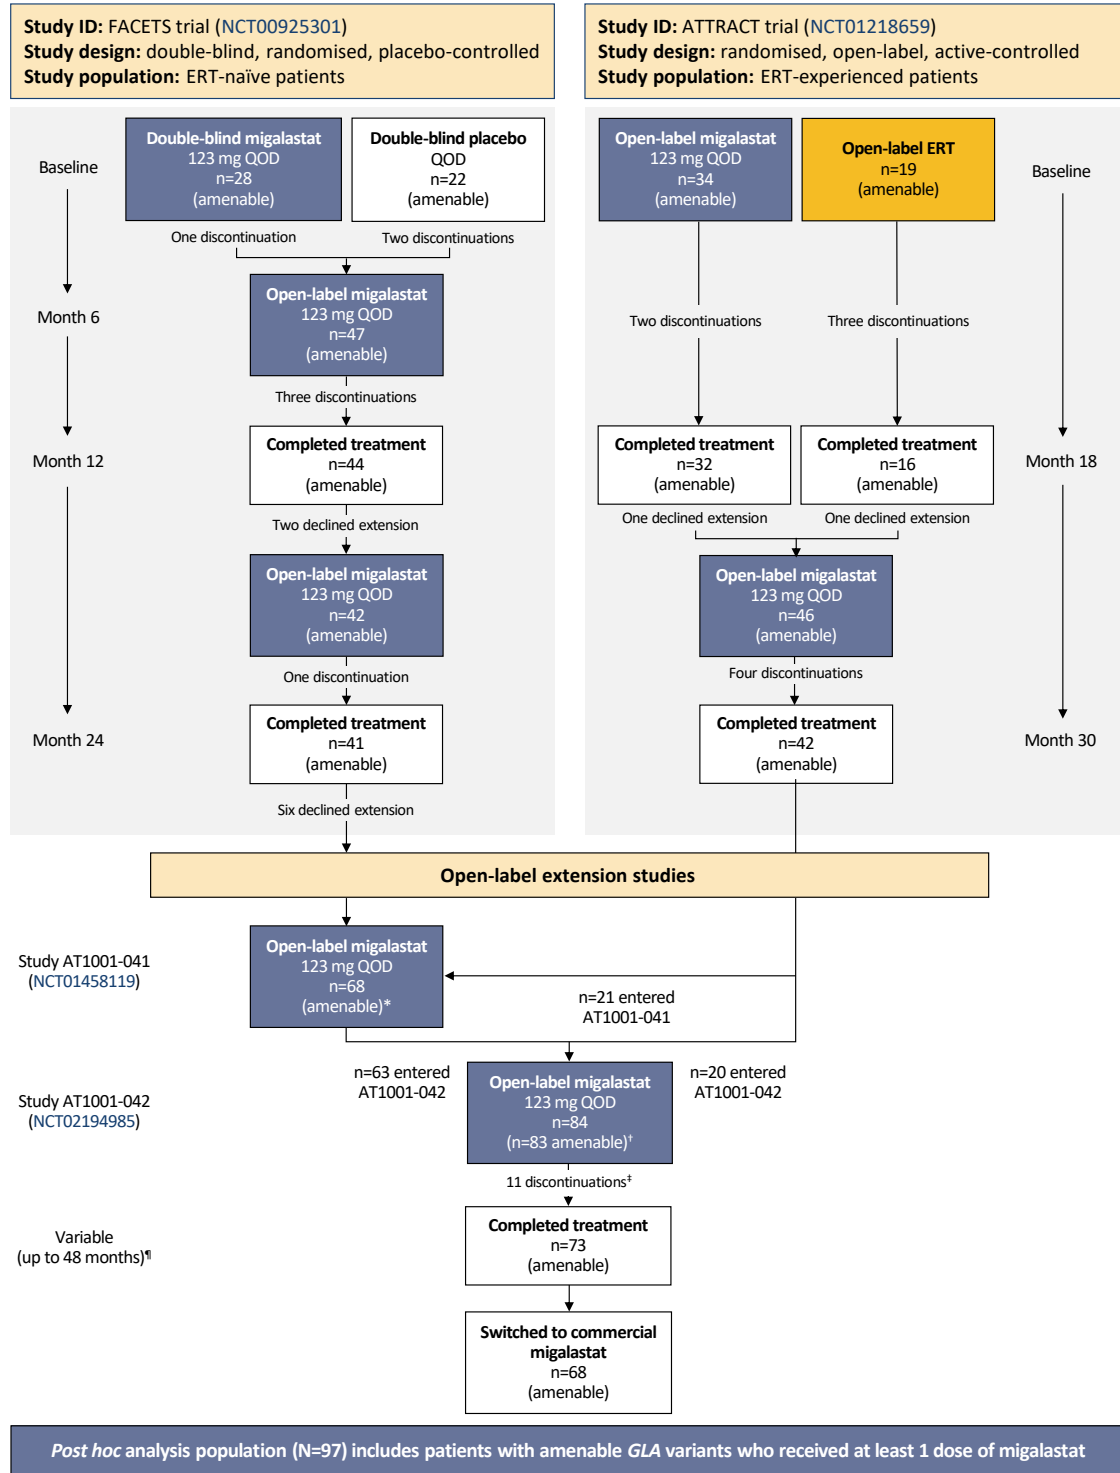 Study ID: FACETS trial (NCT00925301)
Study design: double-blind, randomised, placebo-controlled
Study population: ERT-naïve patients
Study ID: ATTRACT trial (NCT01218659)
Study design: randomised, open-label, active-controlled
Study population: ERT-experienced patients
Baseline
Month 6
Month 12
Month 24
Double-blind migalastat
123 mg QOD
n=28
(amenable)
Double-blind placebo
QOD
n=22
(amenable)
One discontinuation
Two discontinuations
Open-label migalastat
123 mg QOD
n=47
(amenable)
Three discontinuations
Completed treatment
n=44
(amenable)
Two declined extension
Open-label migalastat
123 mg QOD
n=42
(amenable)
One discontinuation
Completed treatment
n=41
(amenable)
Six declined extension
Open-label migalastat
123 mg QOD
n=34
(amenable)
Open-label ERT
n=19
(amenable)
Baseline
Month 18
Month 30
Two discontinuations
Three discontinuations
Completed treatment
n=32
(amenable)
Completed treatment
n=16
(amenable)
One declined extension
One declined extension
Open-label migalastat
123 mg QOD
n=46
(amenable)
Four discontinuations
Completed treatment
n=42
(amenable)
Open-label extension studies
Study AT1001-041
(NCT01458119)
Open-label migalastat
123 mg QOD
n=68
(amenable)*
n=21 entered
AT1001-041
Study AT1001-042
(NCT02194985)
n=63 entered
AT1001-042
Open-label migalastat
123 mg QOD
n=84
(n=83 amenable)†
n=20 entered
AT1001-042
11 discontinuations‡
Variable
(up to 48 months)¶
Completed treatment
n=73
(amenable)
Switched to commercial
migalastat
n=68
(amenable)
Post hoc analysis population (N=97) includes patients with amenable GLA variants who received at least 1 dose of migalastat